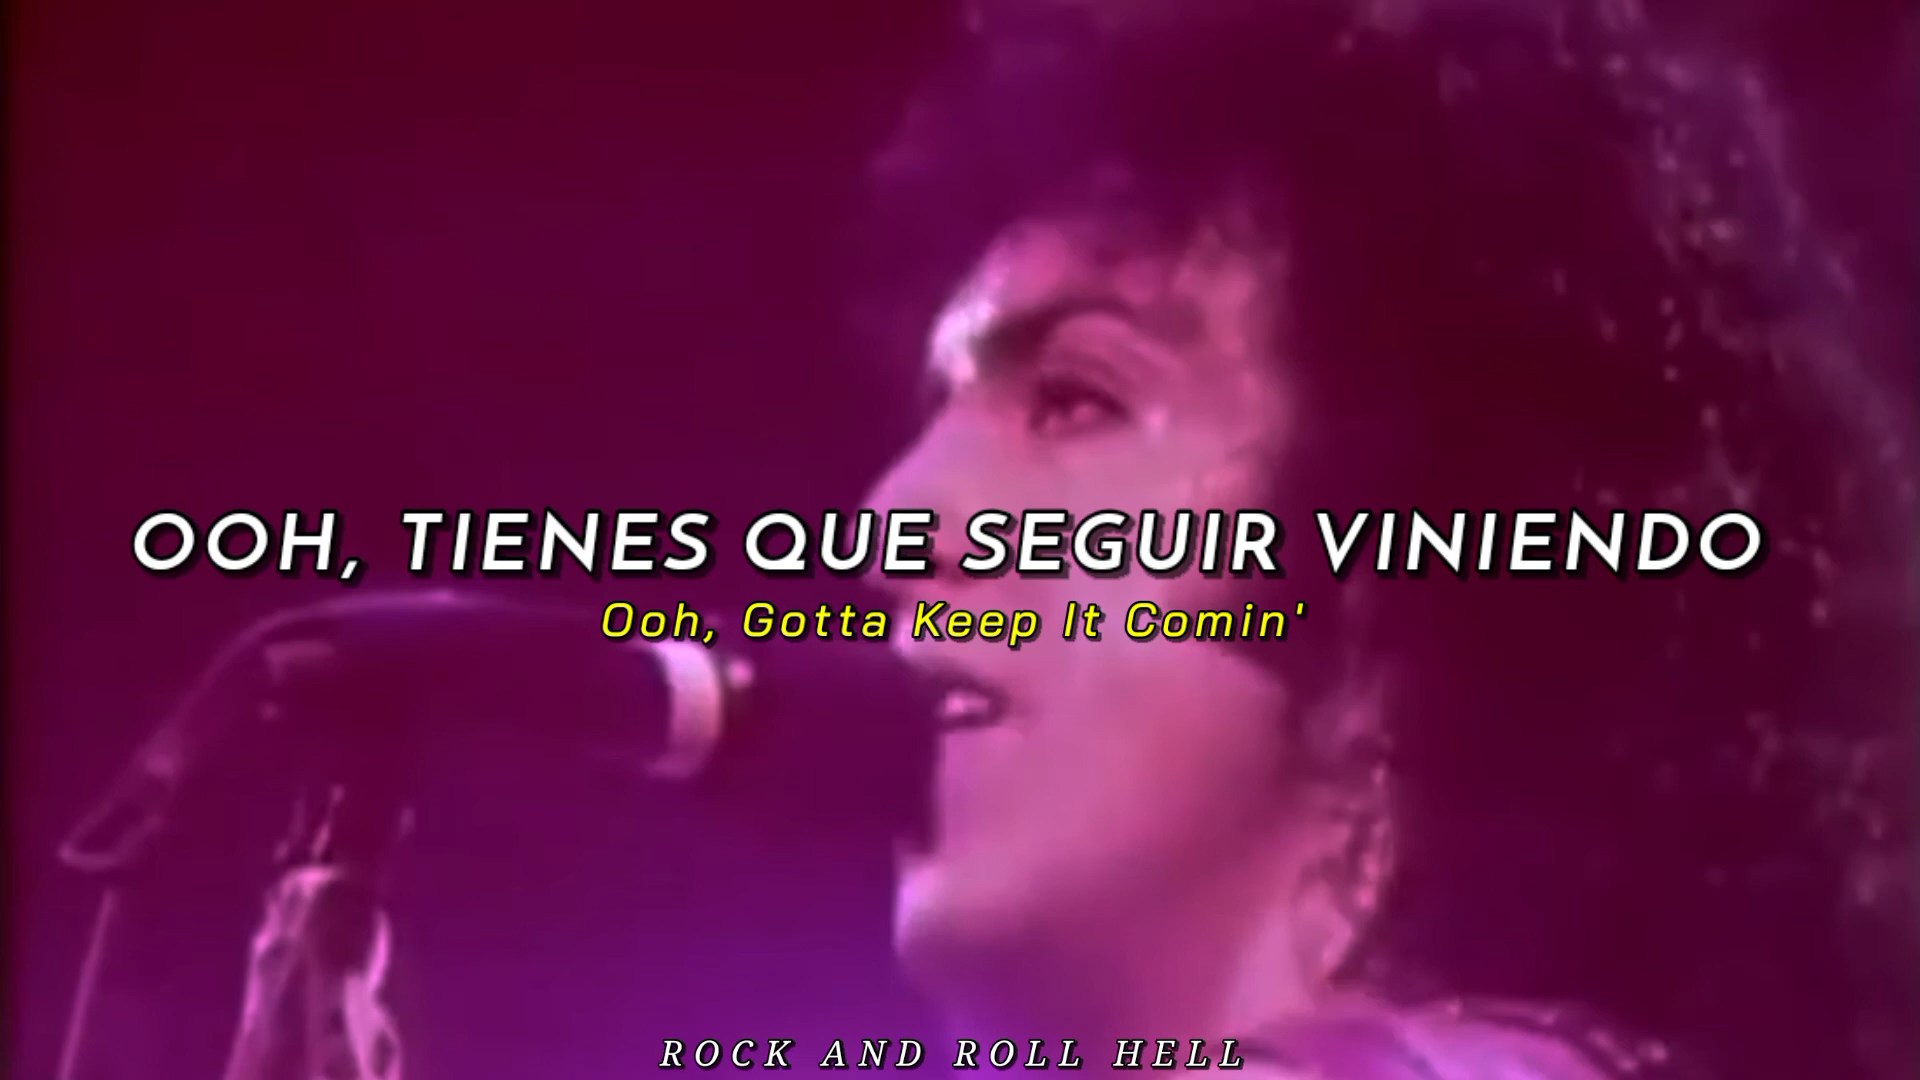 OOH, TIENES QUE SEGUIR VINIENDO
Ooh, Gotta Keep It Comin'
ROCK AND ROLL HELL